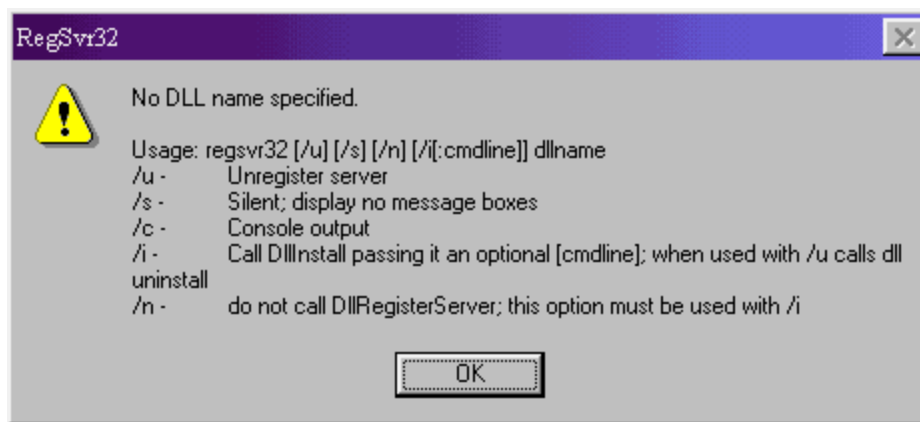 RegSvr32
No DLL name specified.
Usage: regsvr32 [/u] [/s] [/n] [/i[:cmdline]] dllname
/u - Unregister server
/s - Silent; display no message boxes
/c - Console output
/i - Call DllInstall passing it an optional [cmdline]; when used with /u calls dll
uninstall
/n - do not call DllRegisterServer; this option must be used with /i
OK